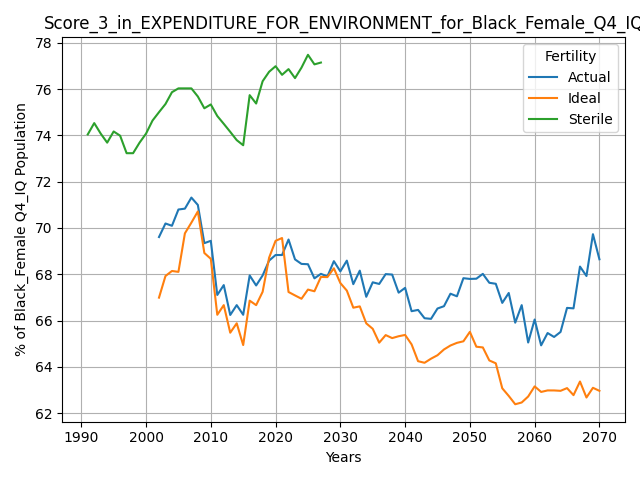 Score_3_in_EXPENDITURE_FOR_ENVIRONMENT_for_Black_Female_Q4_IQ
Fertility
Actual
Ideal
Sterile
% of Black_Female Q4_IQ Population
78
76
74
72
70
68
66
64
62
1990
2000
2010
2020
2030
2040
2050
2060
2070
Years